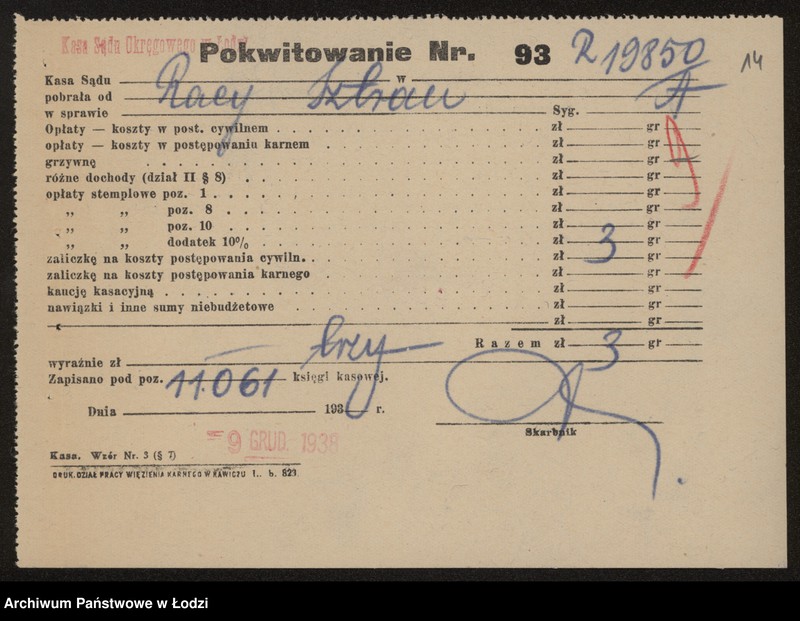 Kasa Sądu Okręgowego w Łodzi
Pokwitowanie Nr. 93 R 19850 14
Kasa Sądu w
pobrała od A
w sprawie Syg.
Opłaty — koszty w post. cywilnem zł gr
opłaty — koszty w postępowaniu karnem zł gr
grzywnę zł gr
różne dochody (dział II § 8) zł gr
opłaty stemplowe poz. 1 zł gr
„ „ poz. 8 zł gr
„ „ poz. 10 zł gr
„ „ dodatek 10% zł 3 gr
zaliczkę na koszty postępowania cywiln. zł gr
zaliczkę na koszty postępowania karnego zł gr
kaucję kasacyjną zł gr
nawiązki i inne sumy niebudżetowe zł gr
zł gr
Razem zł 3 gr
wyraźnie zł trzy
Zapisano pod poz. 11.061 księgi kasowej.
Dnia 193 r.
9 GRUD. 1938
Skarbnik
Kasa. Wzór Nr. 3 (§ 7)
DRUK. DZIAŁ PRACY WIĘZIENIA KARNEGO W RAWICZU L. b. 823
Archiwum Państwowe w Łodzi